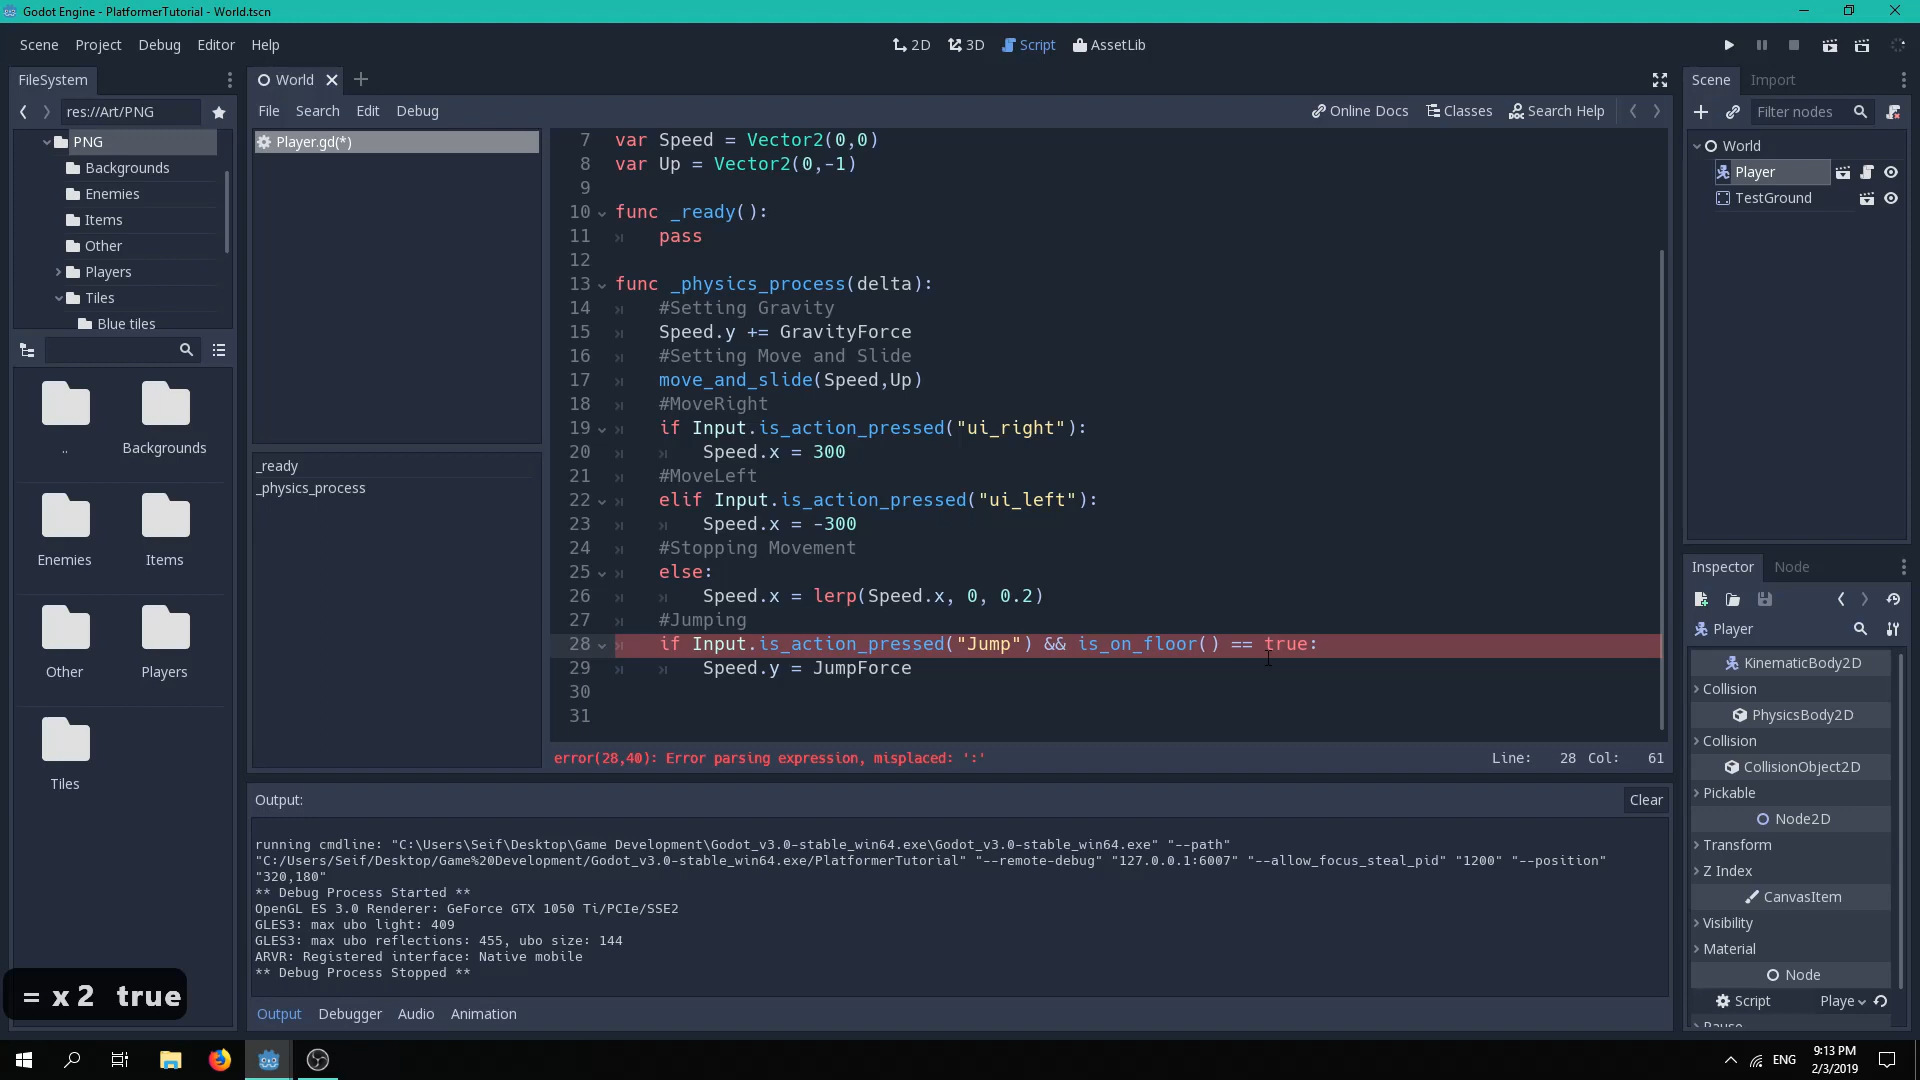 Godot Engine - PlatformerTutorial - World.tscn
Scene Project Debug Editor Help
2D 3D Script AssetLib
FileSystem
res://Art/PNG
PNG
Backgrounds
Enemies
Items
Other
Players
Tiles
Blue tiles
..
Backgrounds
Enemies
Items
Other
Players
Tiles
World
File Search Edit Debug
Online Docs Classes Search Help
Player.gd(*)
_ready
_physics_process
7 var Speed = Vector2(0,0)
8 var Up = Vector2(0,-1)
9
10 func _ready():
11 pass
12
13 func _physics_process(delta):
14 #Setting Gravity
15 Speed.y += GravityForce
16 #Setting Move and Slide
17 move_and_slide(Speed,Up)
18 #MoveRight
19 if Input.is_action_pressed("ui_right"):
20 Speed.x = 300
21 #MoveLeft
22 elif Input.is_action_pressed("ui_left"):
23 Speed.x = -300
24 #Stopping Movement
25 else:
26 Speed.x = lerp(Speed.x, 0, 0.2)
27 #Jumping
28 if Input.is_action_pressed("Jump") && is_on_floor() == true:
29 Speed.y = JumpForce
30
31
error(28,40): Error parsing expression, misplaced: ':'
Line: 28 Col: 61
Output:
Clear
running cmdline: "C:\Users\Seif\Desktop\Game Development\Godot_v3.0-stable_win64.exe\Godot_v3.0-stable_win64.exe" "--path"
"C:/Users/Seif/Desktop/Game%20Development/Godot_v3.0-stable_win64.exe/PlatformerTutorial" "--remote-debug" "127.0.0.1:6007" "--allow_focus_steal_pid" "1200" "--position"
"320,180"
** Debug Process Started **
OpenGL ES 3.0 Renderer: GeForce GTX 1050 Ti/PCIe/SSE2
GLES3: max ubo light: 409
GLES3: max ubo reflections: 455, ubo size: 144
ARVR: Registered interface: Native mobile
** Debug Process Stopped **
Output Debugger Audio Animation
= x2 true
Scene Import
Filter nodes
World
Player
TestGround
Inspector Node
Player
KinematicBody2D
Collision
PhysicsBody2D
Collision
CollisionObject2D
Pickable
Node2D
Transform
Z Index
CanvasItem
Visibility
Material
Node
Script Playe
Pause
ENG
9:13 PM
2/3/2019